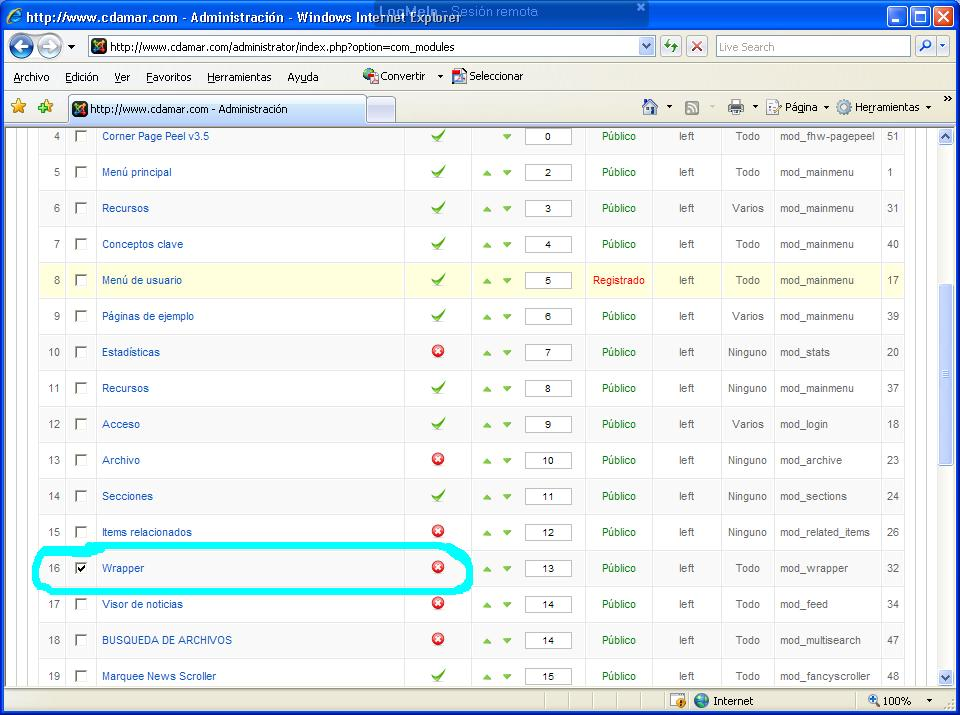 http://www.cdamar.com - Administración - Windows Internet Explorer
LogMeIn - Sesión remota
http://www.cdamar.com/administrator/index.php?option=com_modules
Live Search
Archivo Edición Ver Favoritos Herramientas Ayuda Convertir Seleccionar
http://www.cdamar.com - Administración
Página Herramientas »
4 Corner Page Peel v3.5 0 Público left Todo mod_fhw-pagepeel 51
5 Menú principal 2 Público left Todo mod_mainmenu 1
6 Recursos 3 Público left Varios mod_mainmenu 31
7 Conceptos clave 4 Público left Todo mod_mainmenu 40
8 Menú de usuario 5 Registrado left Todo mod_mainmenu 17
9 Páginas de ejemplo 6 Público left Varios mod_mainmenu 39
10 Estadísticas 7 Público left Ninguno mod_stats 20
11 Recursos 8 Público left Ninguno mod_mainmenu 37
12 Acceso 9 Público left Varios mod_login 18
13 Archivo 10 Público left Ninguno mod_archive 23
14 Secciones 11 Público left Ninguno mod_sections 24
15 Items relacionados 12 Público left Ninguno mod_related_items 26
16 Wrapper 13 Público left Todo mod_wrapper 32
17 Visor de noticias 14 Público left Todo mod_feed 34
18 BUSQUEDA DE ARCHIVOS 14 Público left Todo mod_multisearch 47
19 Marquee News Scroller 15 Público left Todo mod_fancyscroller 48
Internet 100%